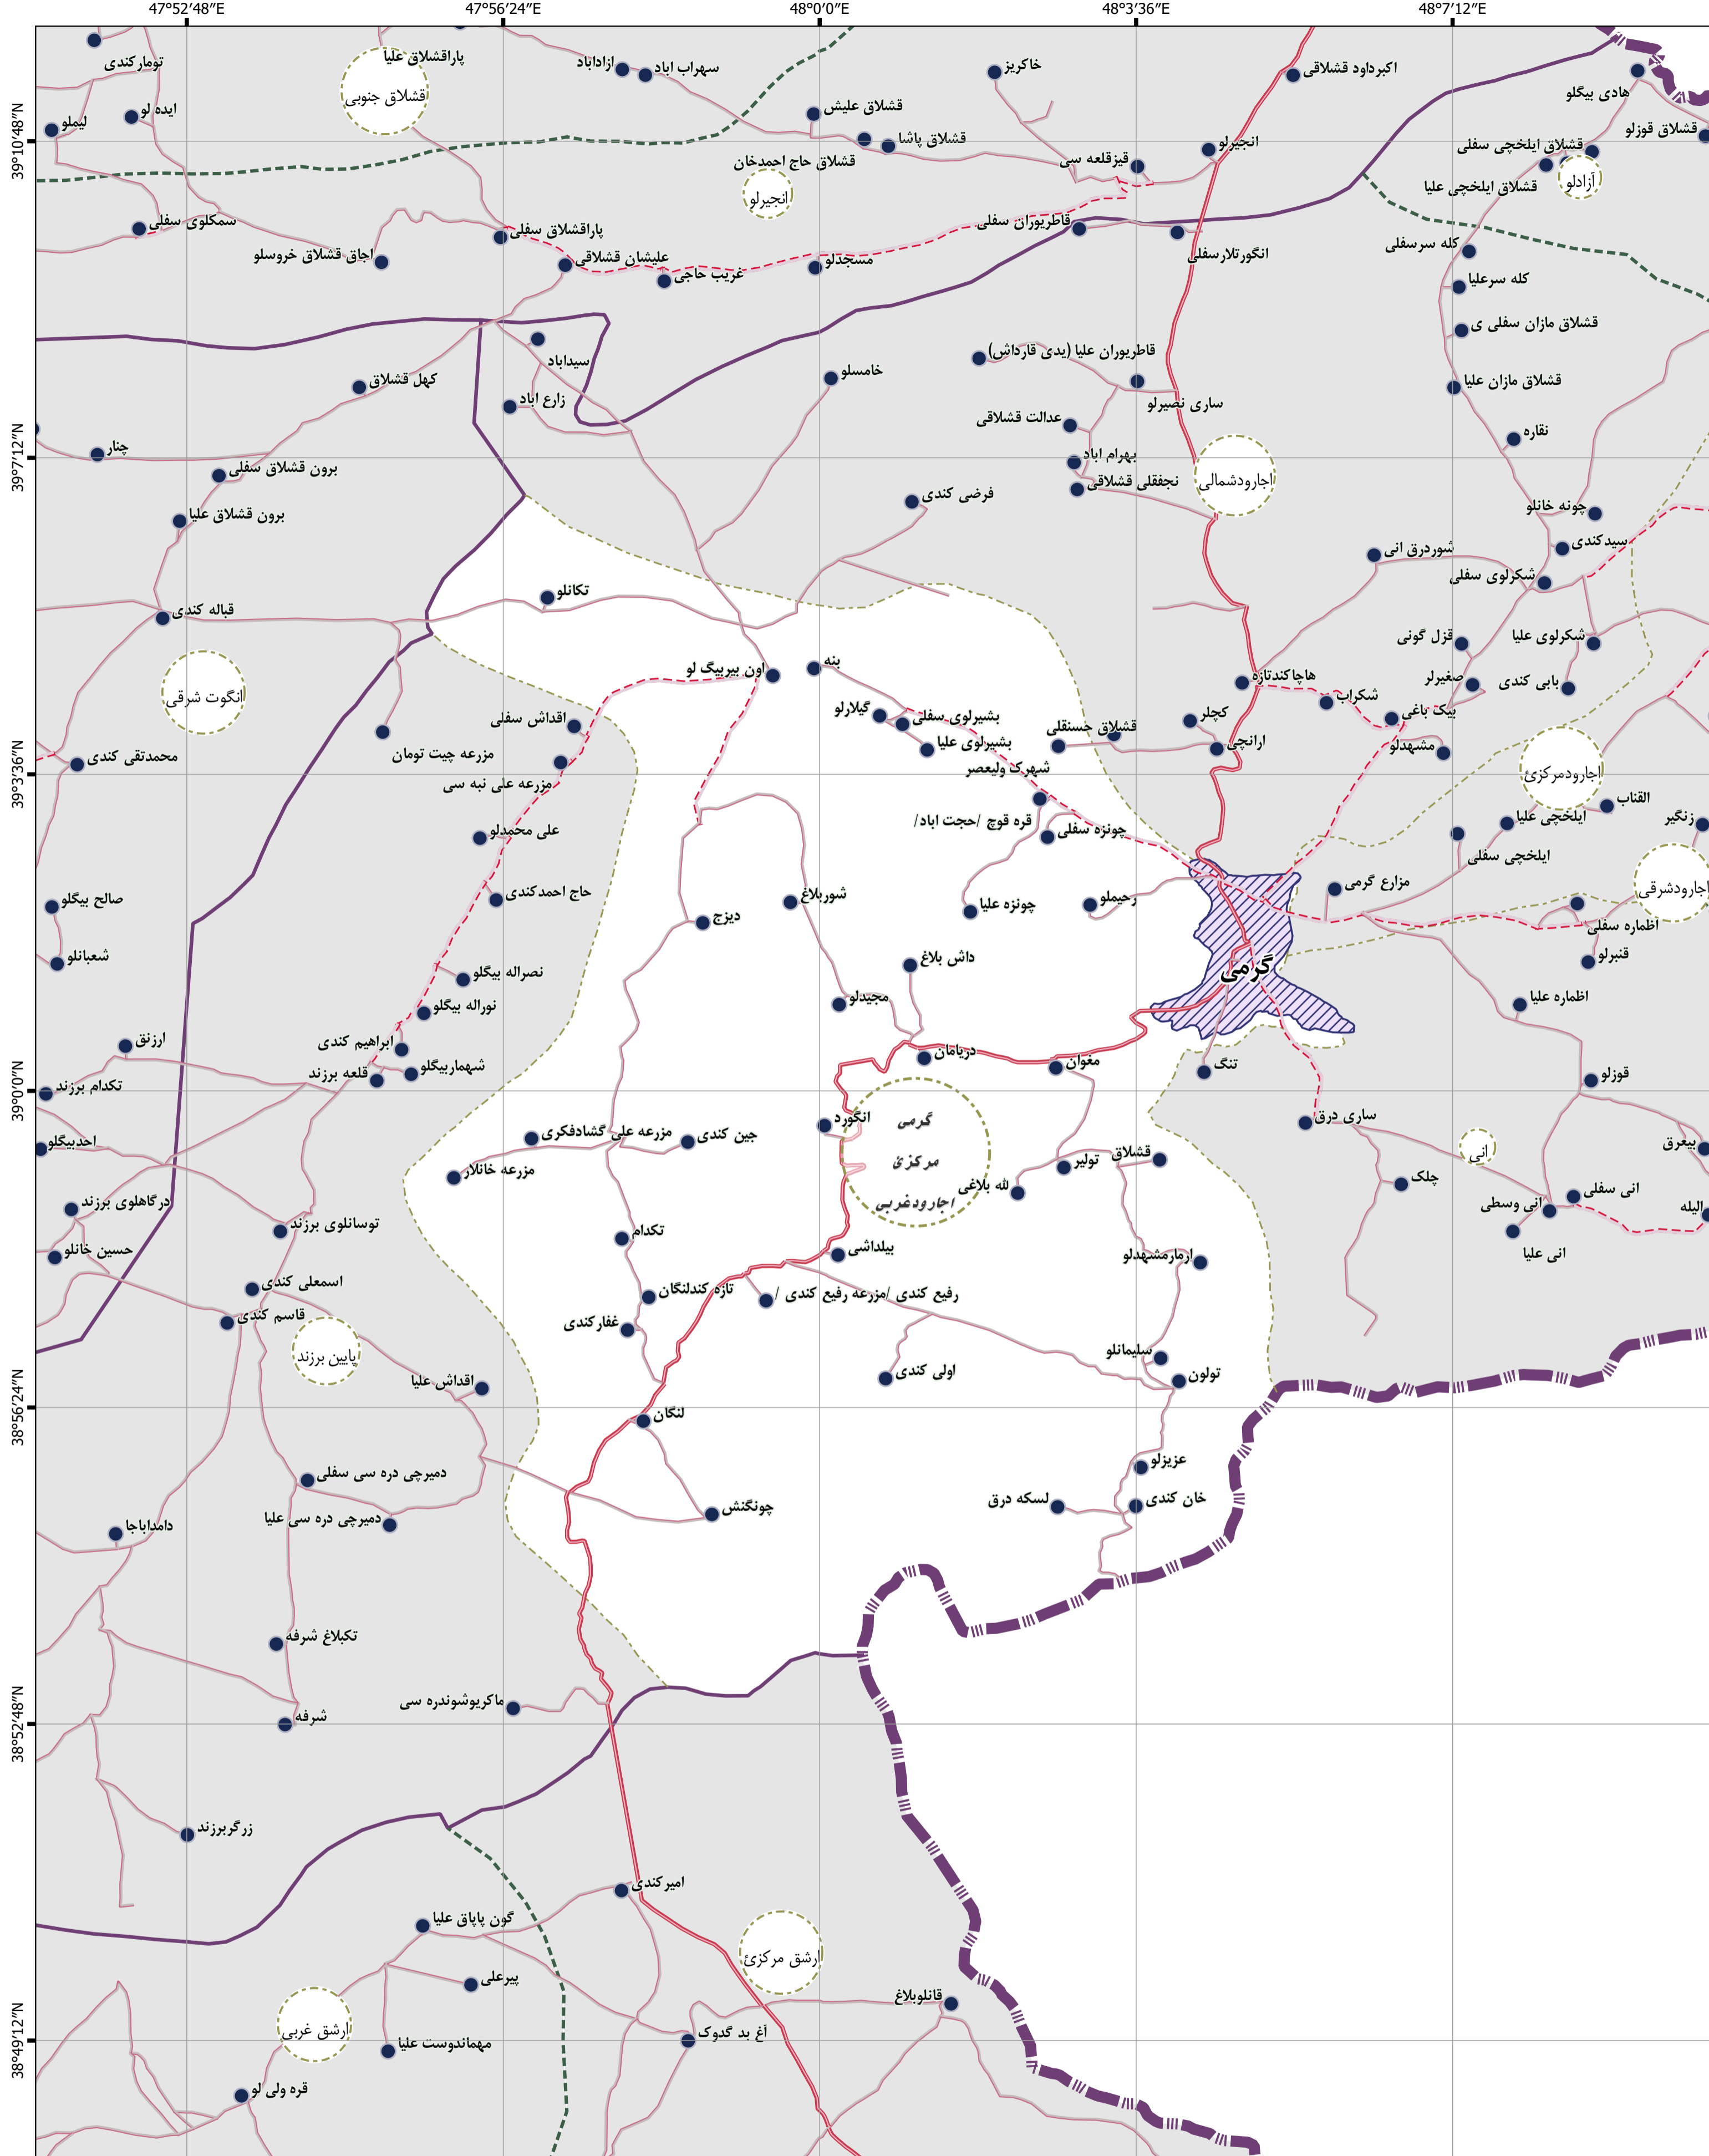 47°52'48"E 47°56'24"E 48°0'0"E 48°3'36"E 48°7'12"E
39°10'48"N
39°7'12"N
39°3'36"N
39°0'0"N
38°56'24"N
38°52'48"N
38°49'12"N
تومارکندی
پاراقشلاق علیا
ازاداباد
سهراب اباد
خاکریز
اکبرداود قشلاقی
هادی بیگلو
قشلاق جنوبی
لیملو
ایده لو
قشلاق علیش
قشلاق پاشا
قشلاق حاج احمدخان
قیزقلعه سی
انجیرلو
قشلاق قوزلو
قشلاق ایلخچی سفلی
قشلاق ایلخچی علیا
آزادلو
انجیرلو
سمکلوی سفلی
پاراقشلاق سفلی
قاطریوران سفلی
انگورتلارسفلی
کله سرسفلی
اجاق قشلاق خروسلو
علیشان قشلاقی
غریب حاجی
مسجدلو
کله سرعلیا
قشلاق مازان سفلی ی
سیداباد
کهل قشلاق
زارع اباد
خامسلو
قاطریوران علیا (یدی قارداش)
ساری نصیرلو
عدالت قشلاقی
قشلاق مازان علیا
نقاره
چنار
برون قشلاق سفلی
بهرام اباد
نجفقلی قشلاقی
اجارودشمالی
برون قشلاق علیا
فرضی کندی
چونه خانلو
سیدکندی
شوردرق انی
شکرلوی سفلی
قباله کندی
تکانلو
شکرلوی علیا
قزل گونی
انگوت شرقی
اون بیربیگ لو
بنه
هاچاکندتازه
صغیرلر
بابی کندی
شکراب
بیک باغی
اقداش سفلی
گیلارلو
بشیرلوی سفلی
بشیرلوی علیا
قشلاق حسنقلی
کچلر
ارانچی
مشهدلو
محمدتقی کندی
مزرعه چیت تومان
مزرعه علی نبه سی
شهرک ولیعصر
اجارودمرکزئ
القناب
علی محمدلو
قره قوچ /حجت اباد/
چونزه سفلی
ایلخچی علیا
ایلخچی سفلی
زنگیر
صالح بیگلو
حاج احمدکندی
شوربلاغ
دیزج
چونزه علیا
رحیملو
مزارع گرمی
اجارودشرقی
اظماره سفلی
شعبانلو
نصراله بیگلو
داش بلاغ
گرمی
قنبرلو
نوراله بیگلو
مجیدلو
اظماره علیا
ارزنق
ابراهیم کندی
دریامان
مغوان
تنگ
قلعه برزند
شهماربیگلو
تکدام برزند
قوزلو
انگورد
گرمی
مرکزئ
اجارودغربی
ساری درق
احدبیگلو
مزرعه علی گشادفکری
جین کندی
قشلاق
تولیر
انی
بیعرق
مزرعه خانلار
لله بلاغی
چلک
انی سفلی
انی وسطی
الیله
درگاهلوی برزند
توسانلوی برزند
تکدام
بیلداشی
ارمارمشهدلو
انی علیا
حسین خانلو
اسمعلی کندی
تازه کندلنگان
رفیع کندی /مزرعه رفیع کندی /
قاسم کندی
غفارکندی
پایین برزند
سلیمانلو
تولون
اولی کندی
اقداش علیا
لنگان
دمیرچی دره سی سفلی
عزیزلو
دمیرچی دره سی علیا
چونگنش
لسکه درق
خان کندی
داماداباجا
تکبلاغ شرفه
شرفه
ماکریوشوندره سی
زرگربرزند
امیرکندی
گون پاپاق علیا
ارشق مرکزئ
پیرعلی
قانلوبلاغ
ارشق غربی
مهماندوست علیا
آغ بد گدوک
قره ولی لو